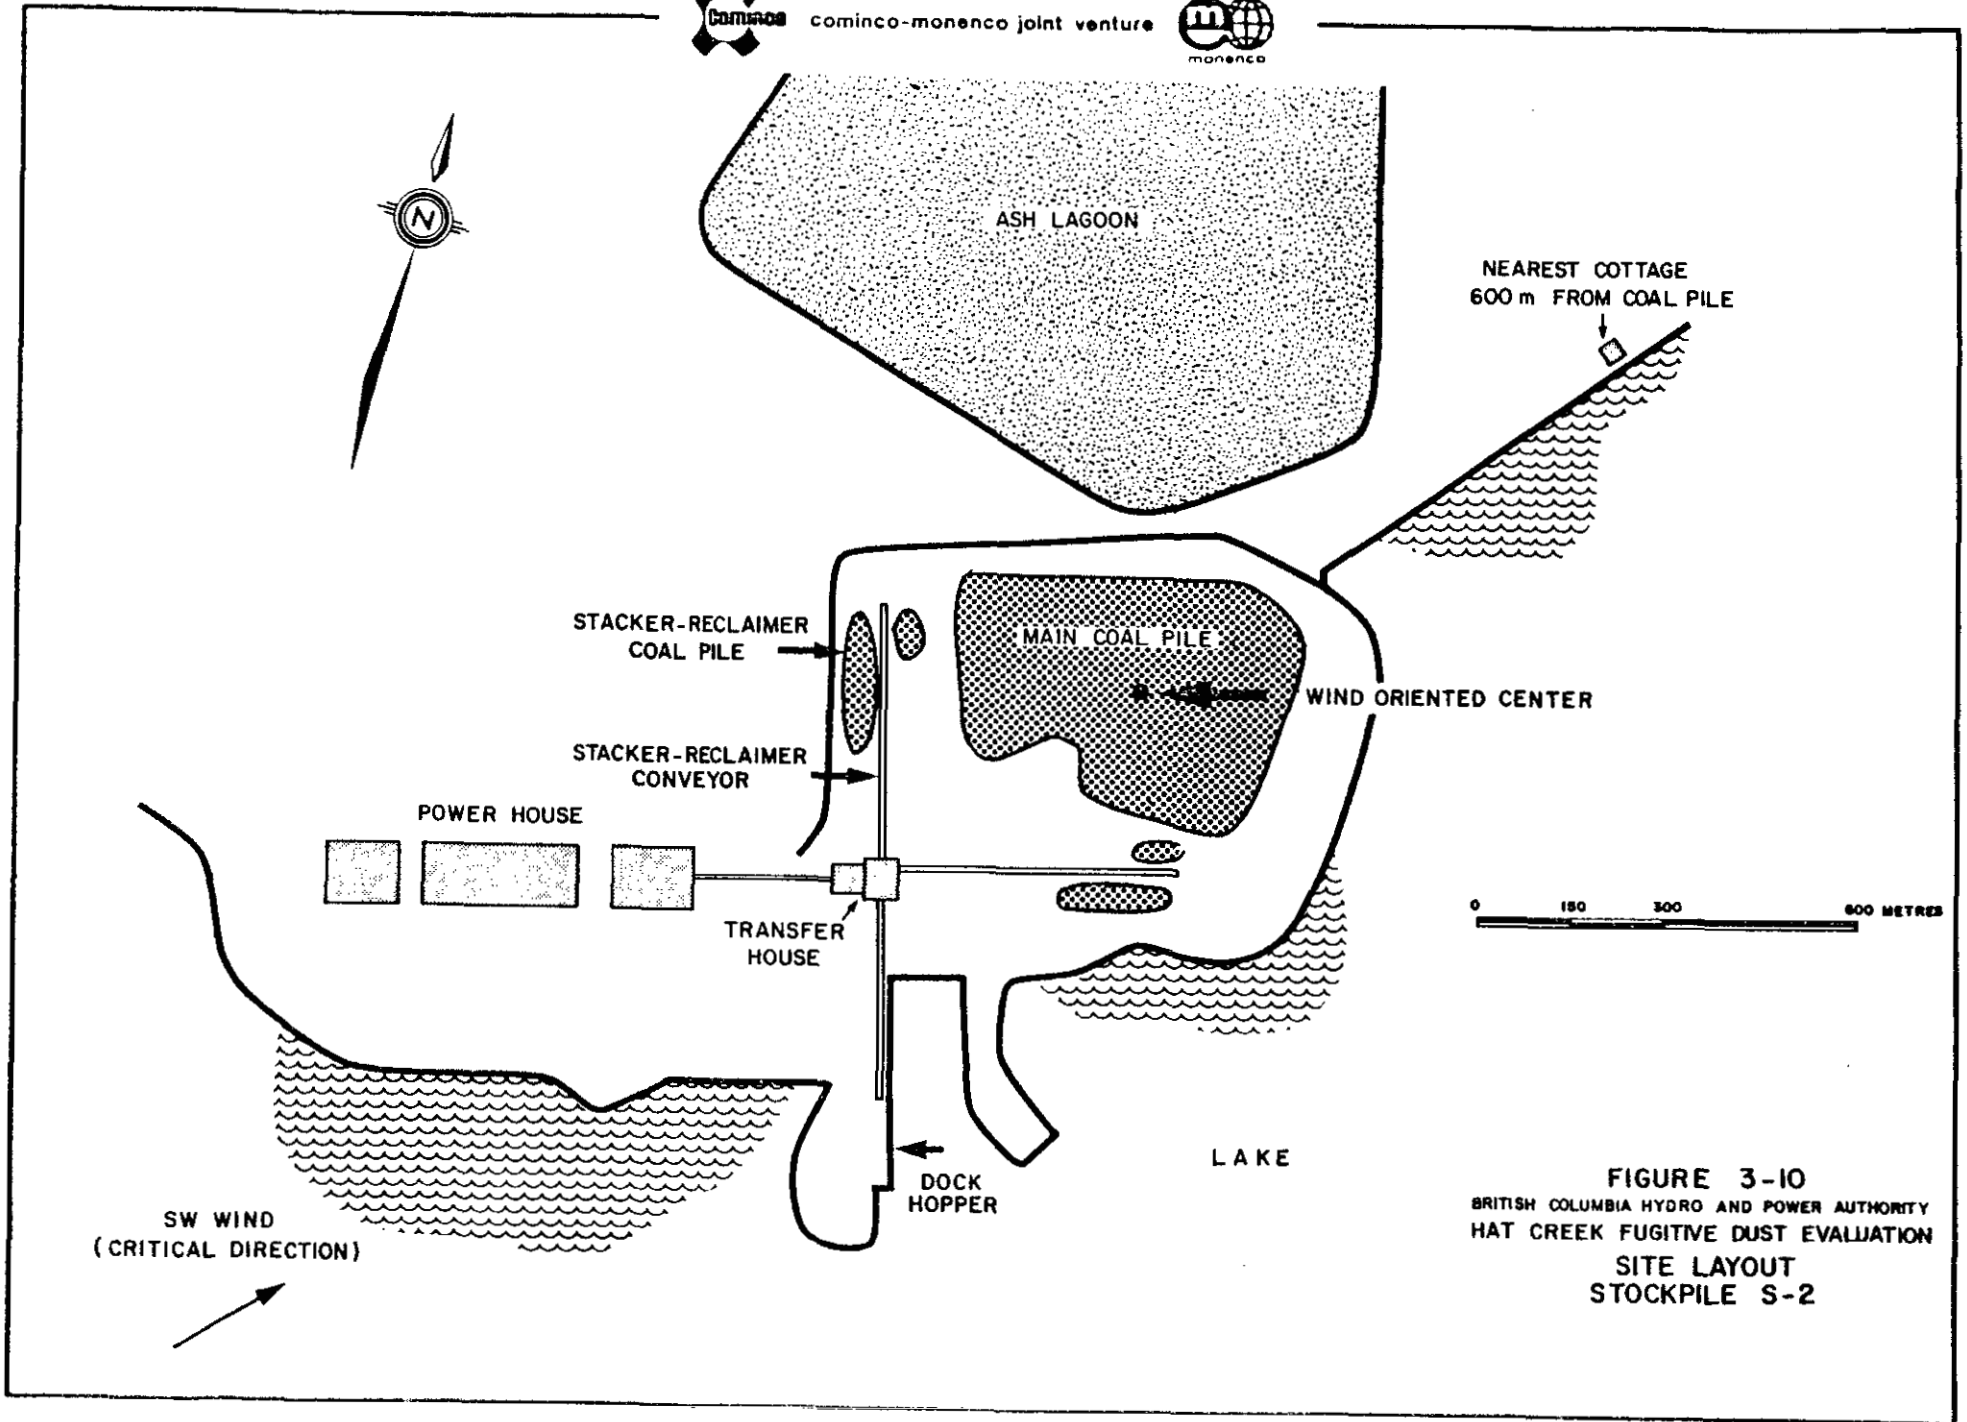 Cominco
cominco-monenco joint venture
m
monenco
N
ASH LAGOON
NEAREST COTTAGE
600 m FROM COAL PILE
STACKER-RECLAIMER
COAL PILE
MAIN COAL PILE
WIND ORIENTED CENTER
STACKER-RECLAIMER
CONVEYOR
POWER HOUSE
TRANSFER
HOUSE
0 150 300 600 METRES
DOCK
HOPPER
LAKE
SW WIND
(CRITICAL DIRECTION)
FIGURE 3-10
BRITISH COLUMBIA HYDRO AND POWER AUTHORITY
HAT CREEK FUGITIVE DUST EVALUATION
SITE LAYOUT
STOCKPILE S-2